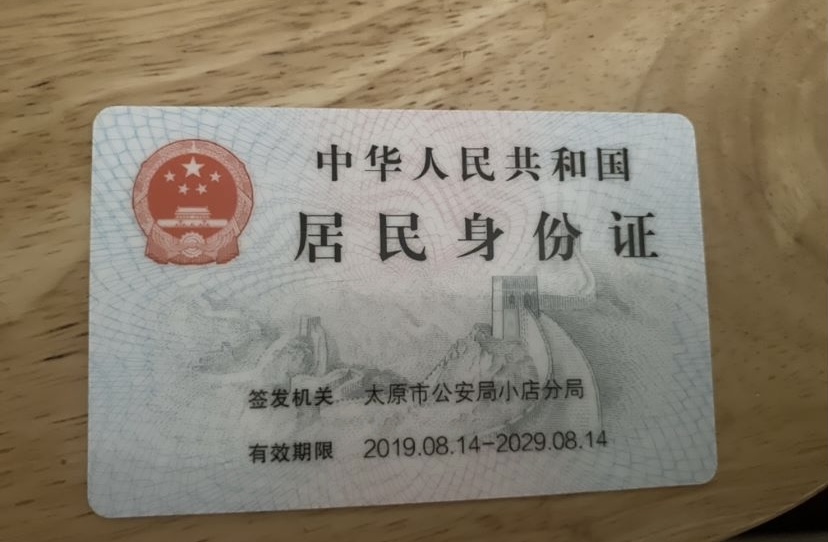 中华人民共和国
居民身份证
签发机关 太原市公安局小店分局
有效期限 2019.08.14-2029.08.14